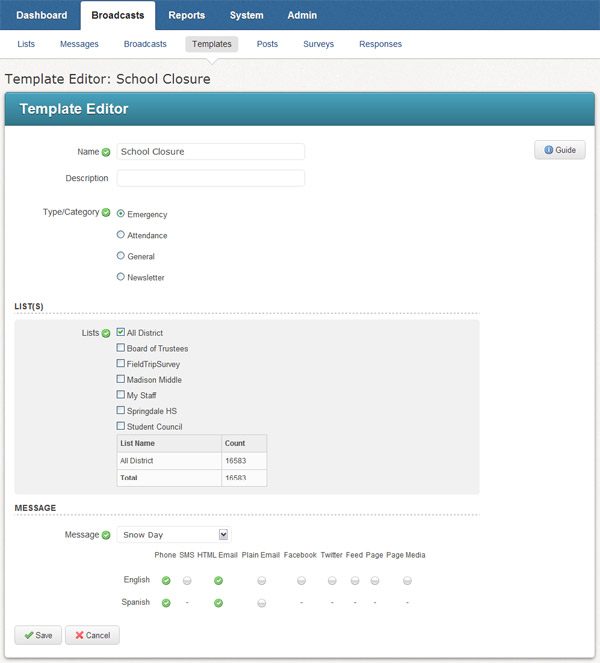 Dashboard Broadcasts Reports System Admin
Lists Messages Broadcasts Templates Posts Surveys Responses
Template Editor: School Closure
Template Editor
Name School Closure
Guide
Description
Type/Category Emergency
Attendance
General
Newsletter
LIST(S)
Lists All District
Board of Trustees
FieldTripSurvey
Madison Middle
My Staff
Springdale HS
Student Council
List Name Count
All District 16583
Total 16583
MESSAGE
Message Snow Day
Phone SMS HTML Email Plain Email Facebook Twitter Feed Page Page Media
English
Spanish - - - - - -
Save Cancel